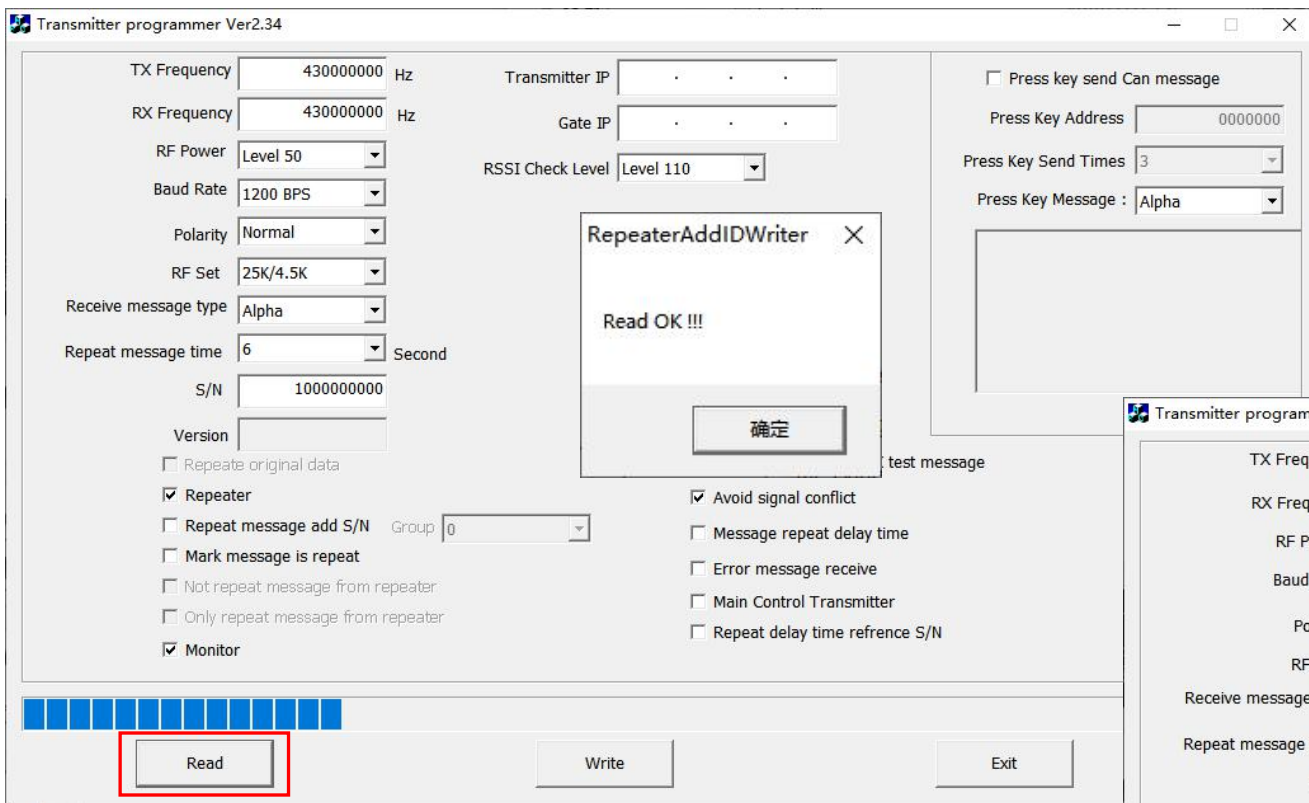 Transmitter programmer Ver2.34
TX Frequency 430000000 Hz
RX Frequency 430000000 Hz
RF Power Level 50
Baud Rate 1200 BPS
Polarity Normal
RF Set 25K/4.5K
Receive message type Alpha
Repeat message time 6 Second
S/N 1000000000
Version
Repeate original data
Repeater
Repeat message add S/N Group 0
Mark message is repeat
Not repeat message from repeater
Only repeat message from repeater
Monitor
Transmitter IP . . .
Gate IP . . .
RSSI Check Level Level 110
RepeaterAddIDWriter
Read OK !!!
确定
test message
Avoid signal conflict
Message repeat delay time
Error message receive
Main Control Transmitter
Repeat delay time refrence S/N
Press key send Can message
Press Key Address 0000000
Press Key Send Times 3
Press Key Message : Alpha
Transmitter program
TX Freq
RX Freq
RF P
Baud
Po
RF
Receive message
Repeat message
Read
Write
Exit